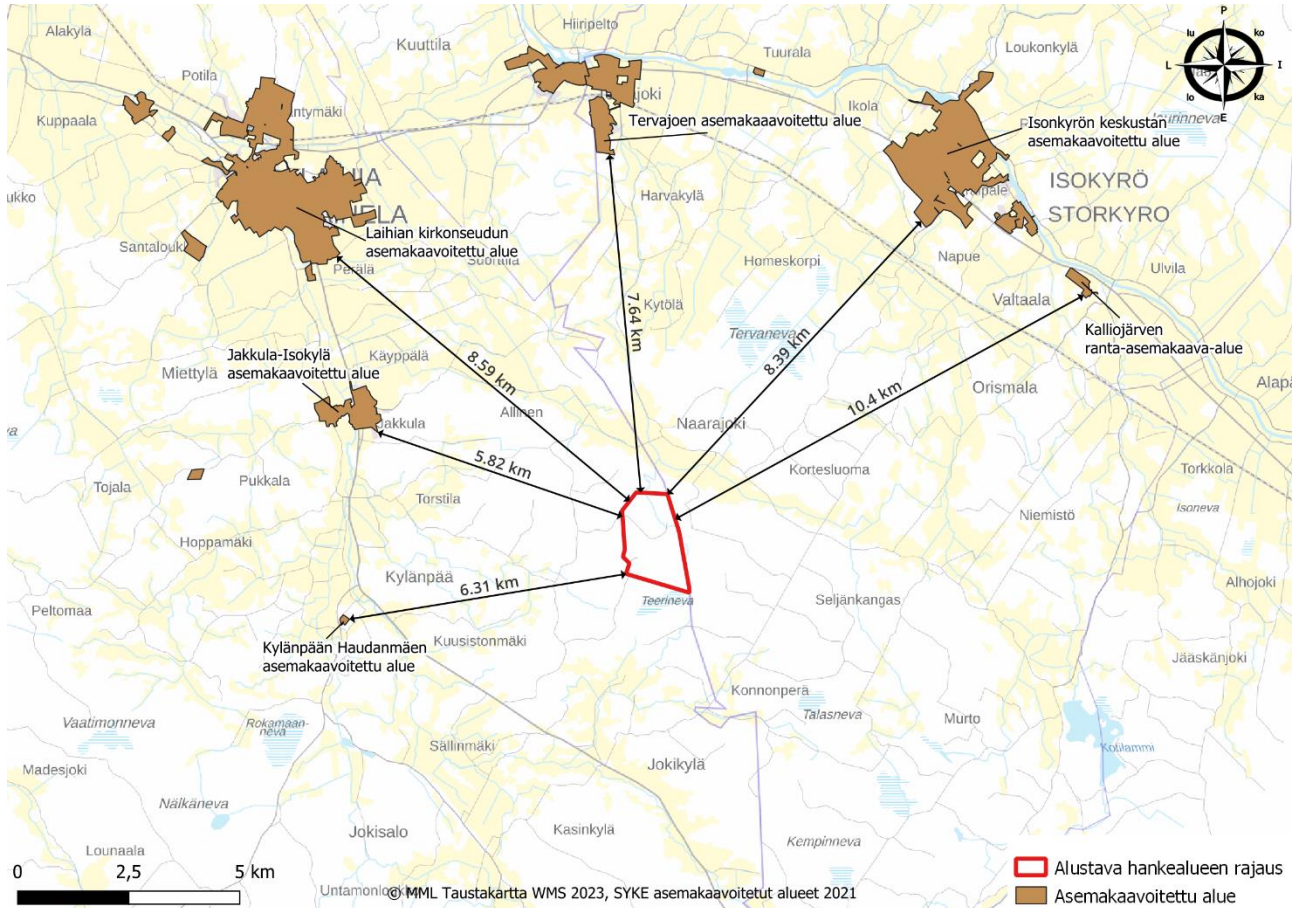 Hiiripelto
Alakylä
Kuuttila
Tuurala
Loukonkylä
P
lu
ko
L
I
lo
ka
E
Potila
Kuppaala
Ikola
Tervajoen asemakaaavoitettu alue
Isonkyrön keskustan
asemakaavoitettu alue
ISOKYRÖ
STORKYRO
Harvakylä
Laihian kirkonseudun
asemakaavoitettu alue
Perälä
Homeskorpi
Napue
Ulvila
Kytölä
Valtaala
7.64 km
Tervaneva
Kalliojärven
ranta-asemakaava-alue
Jakkula-Isokylä
asemakaavoitettu alue
Käyppälä
Miettylä
8.59 km
8.39 km
10.4 km
Orismala
Allinen
Jakkula
Naarajoki
5.82 km
Kortesluoma
Torkkola
Tojala
Pukkala
Torstila
Isoneva
Niemistö
Hoppamäki
Kylänpää
6.31 km
Alhojoki
Peltomaa
Teerineva
Seljänkangas
Kylänpään Haudanmäen
asemakaavoitettu alue
Kuusistonmäki
Jääskänjoki
Konnonperä
Talasneva
Murto
Vaatimonneva
Rokamaan-
neva
Sällinmäki
Kotilammi
Madesjoki
Jokikylä
Nälkäneva
Jokisalo
Kasinkylä
Kempinneva
Lounaala
0 2,5 5 km
© MML Taustakartta WMS 2023, SYKE asemakaavoitetut alueet 2021
Alustava hankealueen rajaus
Asemakaavoitettu alue